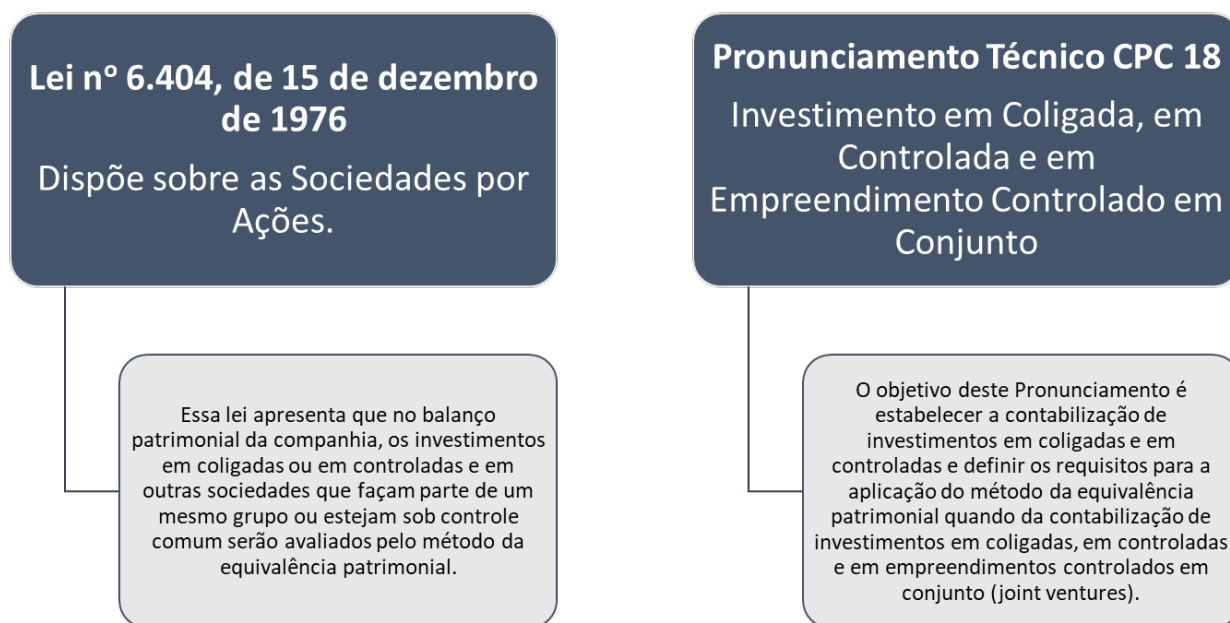 Lei nº 6.404, de 15 de dezembro
de 1976
Dispõe sobre as Sociedades por
Ações.
Essa lei apresenta que no balanço
patrimonial da companhia, os investimentos
em coligadas ou em controladas e em
outras sociedades que façam parte de um
mesmo grupo ou estejam sob controle
comum serão avaliados pelo método da
equivalência patrimonial.
Pronunciamento Técnico CPC 18
Investimento em Coligada, em
Controlada e em
Empreendimento Controlado em
Conjunto
O objetivo deste Pronunciamento é
estabelecer a contabilização de
investimentos em coligadas e em
controladas e definir os requisitos para a
aplicação do método da equivalência
patrimonial quando da contabilização de
investimentos em coligadas, em controladas
e em empreendimentos controlados em
conjunto (joint ventures).